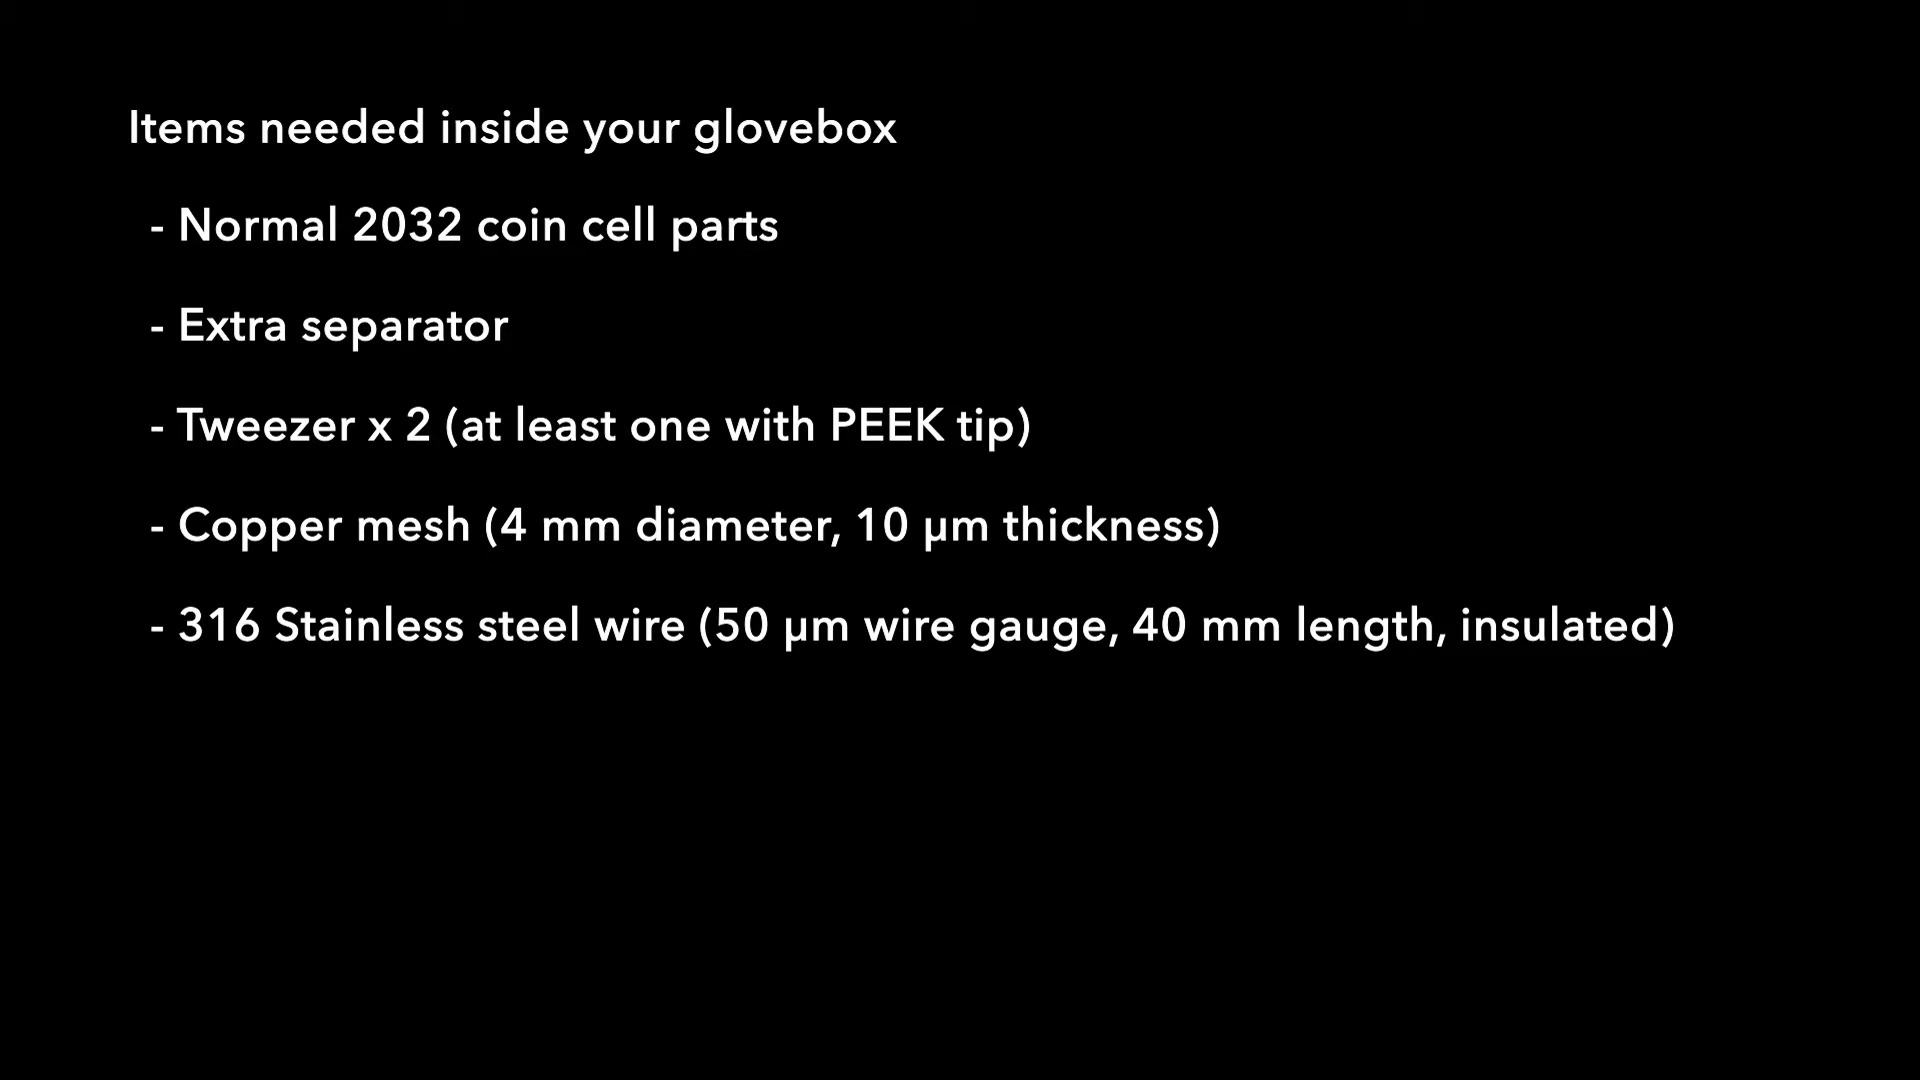 Items needed inside your glovebox
- Normal 2032 coin cell parts
- Extra separator
- Tweezer x 2 (at least one with PEEK tip)
- Copper mesh (4 mm diameter, 10 μm thickness)
- 316 Stainless steel wire (50 μm wire gauge, 40 mm length, insulated)